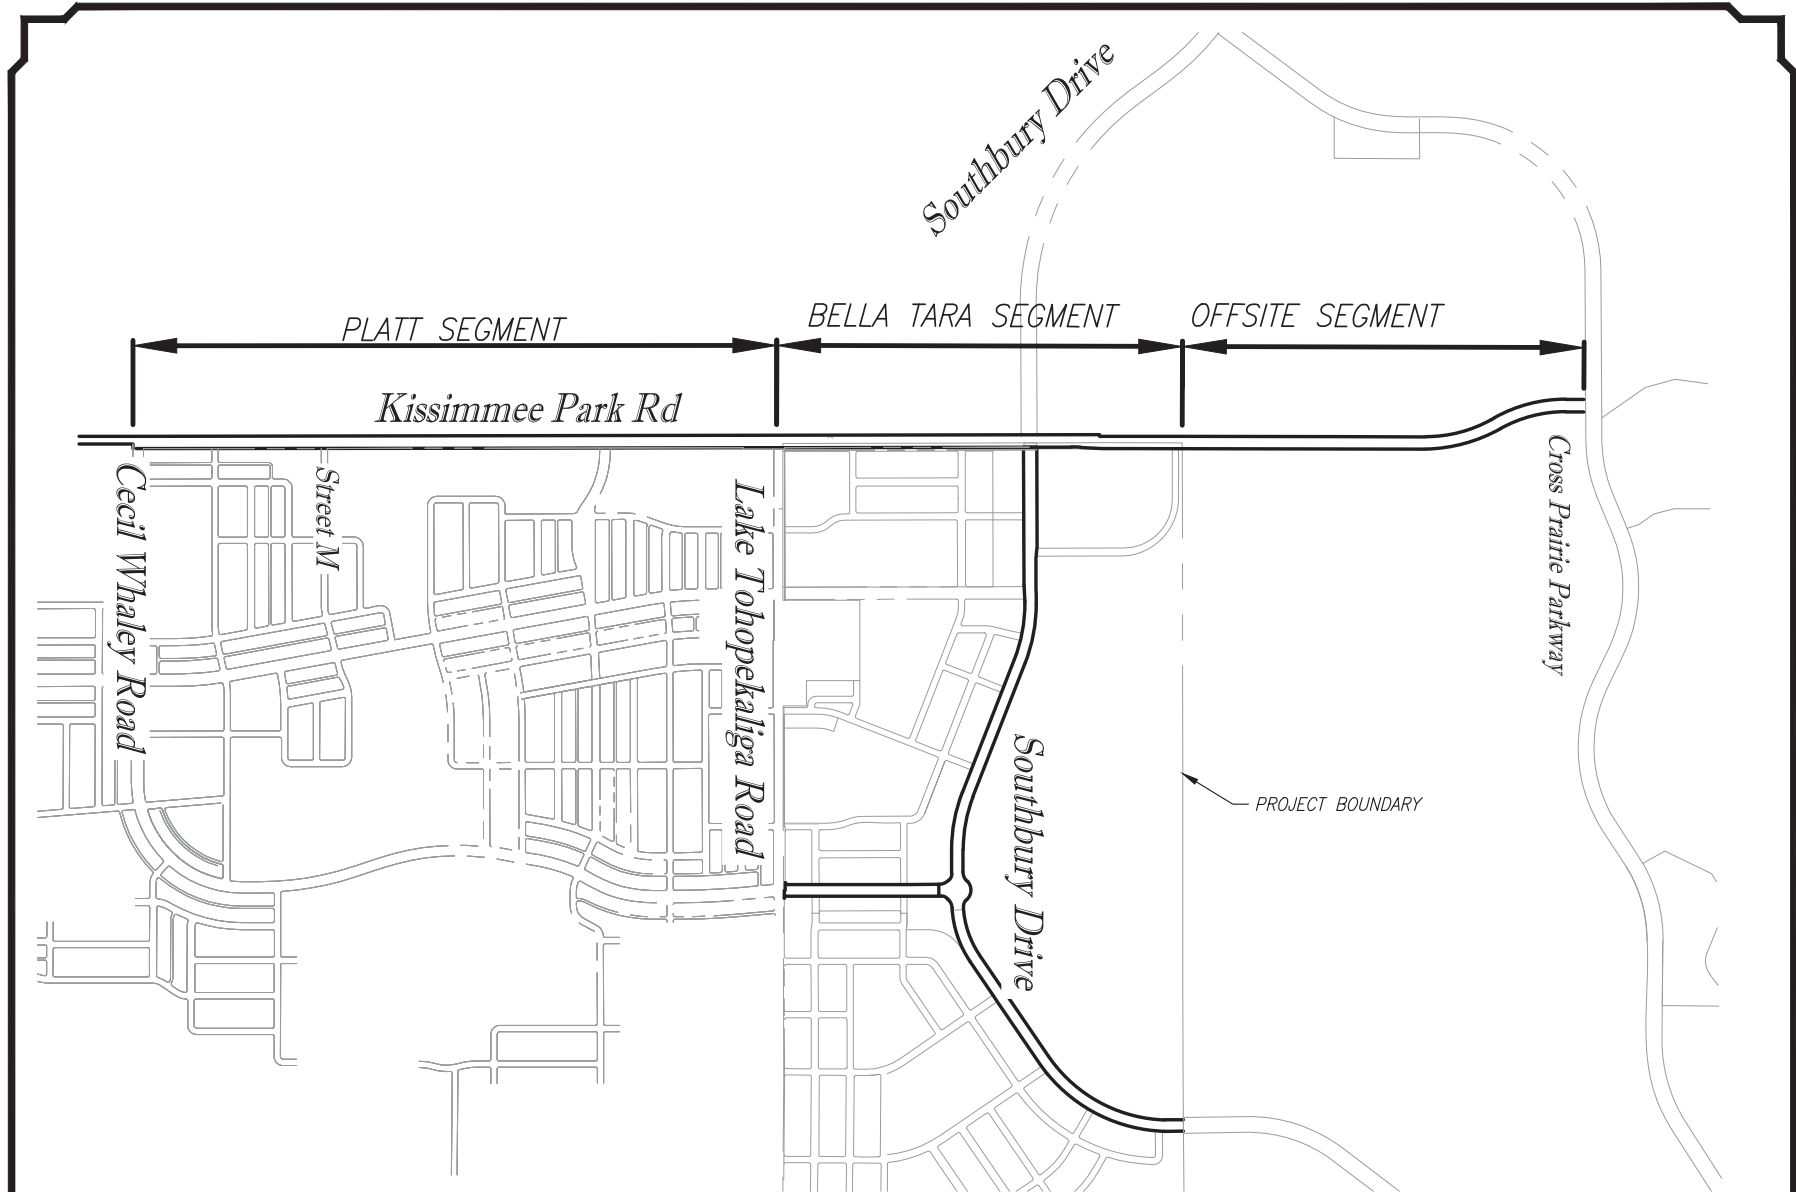 Southbury Drive
PLATT SEGMENT
BELLA TARA SEGMENT
OFFSITE SEGMENT
Kissimmee Park Rd
Cecil Whaley Road
Street M
Lake Tohopekaliga Road
Southbury Drive
Cross Prairie Parkway
PROJECT BOUNDARY